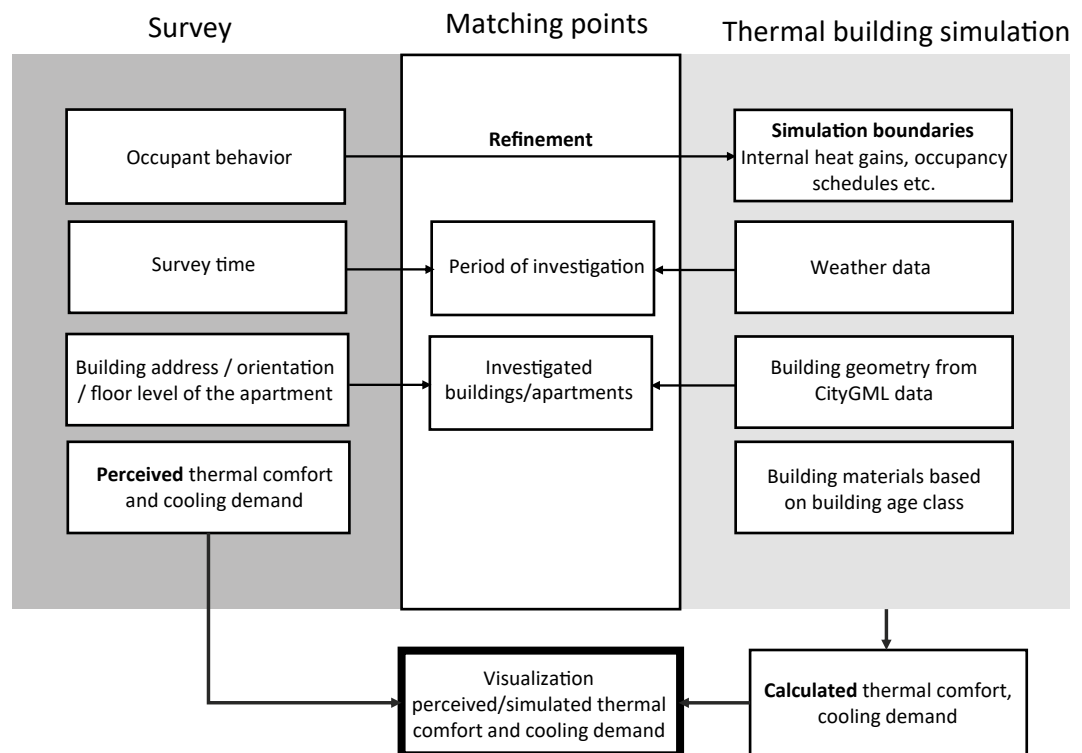 Survey
Matching points
Thermal building simulation
Occupant behavior
Refinement
Simulation boundaries
Internal heat gains, occupancy
schedules etc.
Survey time
Period of investigation
Weather data
Building address / orientation
/ floor level of the apartment
Investigated
buildings/apartments
Building geometry from
CityGML data
Perceived thermal comfort
and cooling demand
Building materials based
on building age class
Visualization
perceived/simulated thermal
comfort and cooling demand
Calculated thermal comfort,
cooling demand